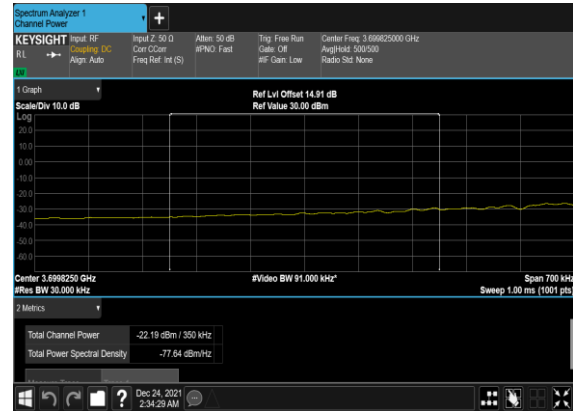 Spectrum Analyzer 1
Channel Power
+
KEYSIGHT Input: RF Input Z: 50 Ω Atten: 50 dB Trig: Free Run Center Freq: 3.699825000 GHz
RL Coupling: DC Corr CCorr #PNO: Fast Gate: Off Avg|Hold: 500/500
Align: Auto Freq Ref: Int (S) #IF Gain: Low Radio Std: None
1 Graph
Ref Lvl Offset 14.91 dB
Scale/Div 10.0 dB Ref Value 30.00 dBm
Log
20.0
10.0
0.00
-10.0
-20.0
-30.0
-40.0
-50.0
-60.0
Center 3.6998250 GHz #Video BW 91.000 kHz* Span 700 kHz
#Res BW 30.000 kHz Sweep 1.00 ms (1001 pts)
2 Metrics
Total Channel Power -22.19 dBm / 350 kHz
Total Power Spectral Density -77.64 dBm/Hz
? Dec 24, 2021
2:34:29 AM